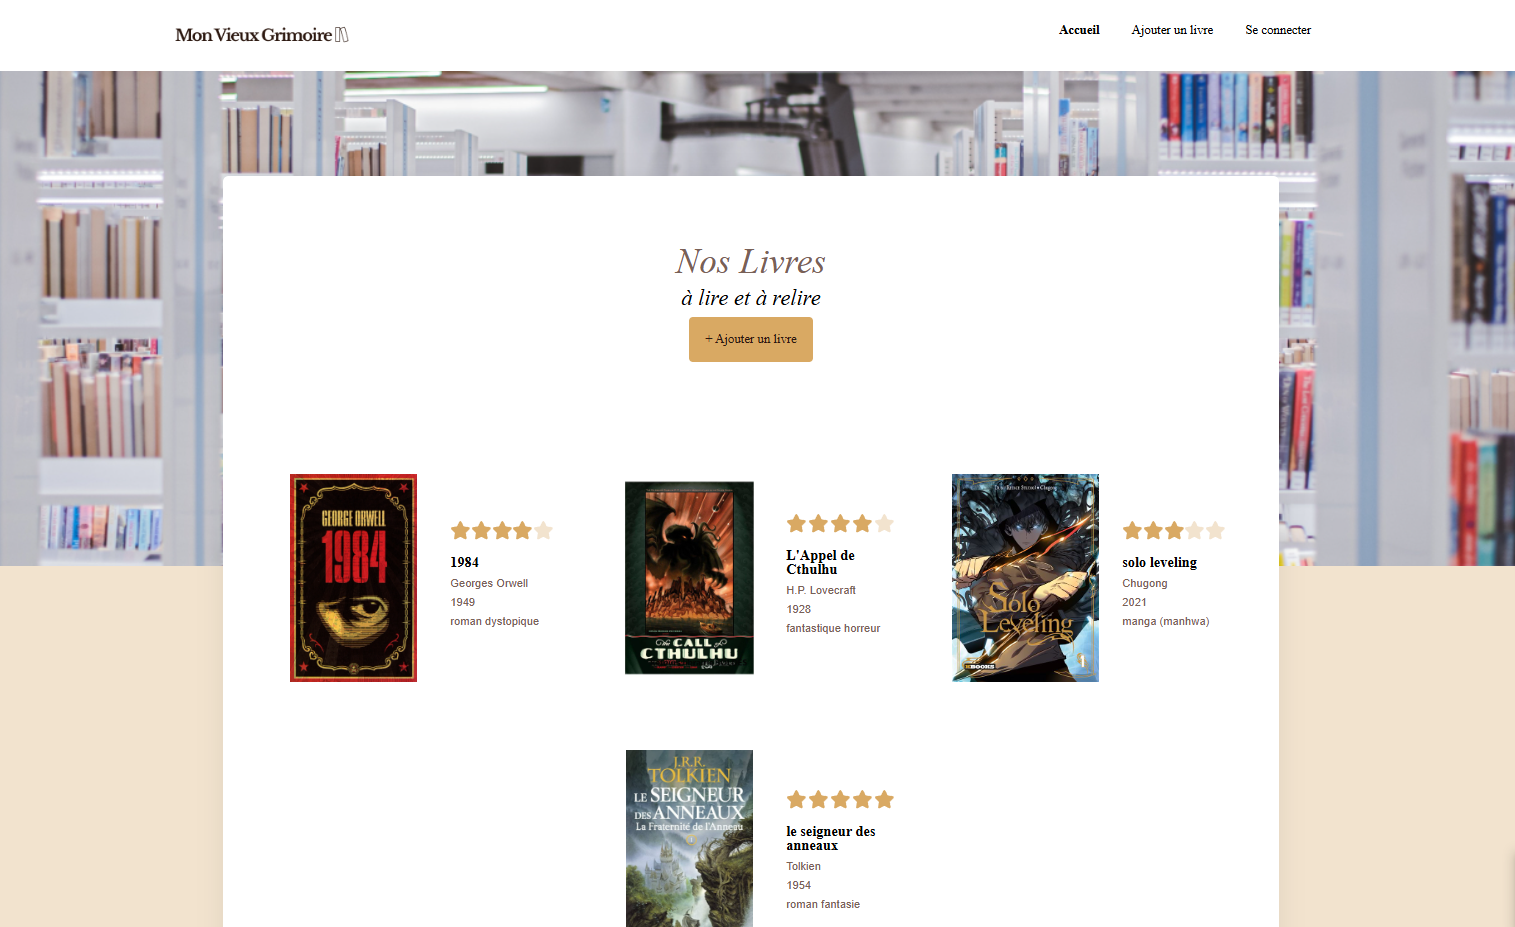 Mon Vieux Grimoire
Accueil
Ajouter un livre
Se connecter
Nos Livres
à lire et à relire
+ Ajouter un livre
GEORGE ORWELL
1984
1984
Georges Orwell
1949
roman dystopique
The CALL of
CTHULHU
L'Appel de
Cthulhu
H.P. Lovecraft
1928
fantastique horreur
Solo
Leveling
1
solo leveling
Chugong
2021
manga (manhwa)
J.R.R.
TOLKIEN
LE SEIGNEUR
DES ANNEAUX
La Fraternité de l'Anneau
1
le seigneur des
anneaux
Tolkien
1954
roman fantasie